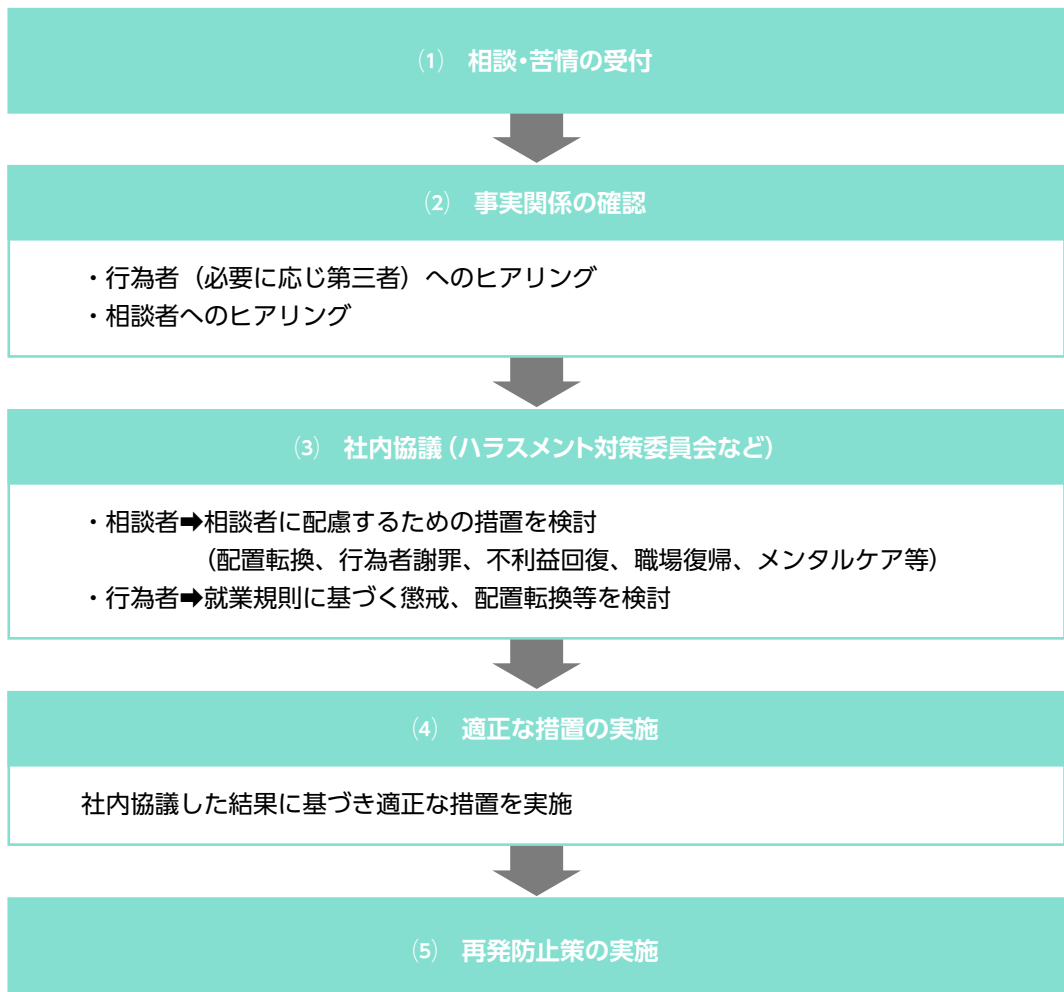 ⑴ 相談・苦情の受付
⑵ 事実関係の確認
・行為者（必要に応じ第三者）へのヒアリング
・相談者へのヒアリング
⑶ 社内協議（ハラスメント対策委員会など）
・相談者➡相談者に配慮するための措置を検討
（配置転換、行為者謝罪、不利益回復、職場復帰、メンタルケア等）
・行為者➡就業規則に基づく懲戒、配置転換等を検討
⑷ 適正な措置の実施
社内協議した結果に基づき適正な措置を実施
⑸ 再発防止策の実施